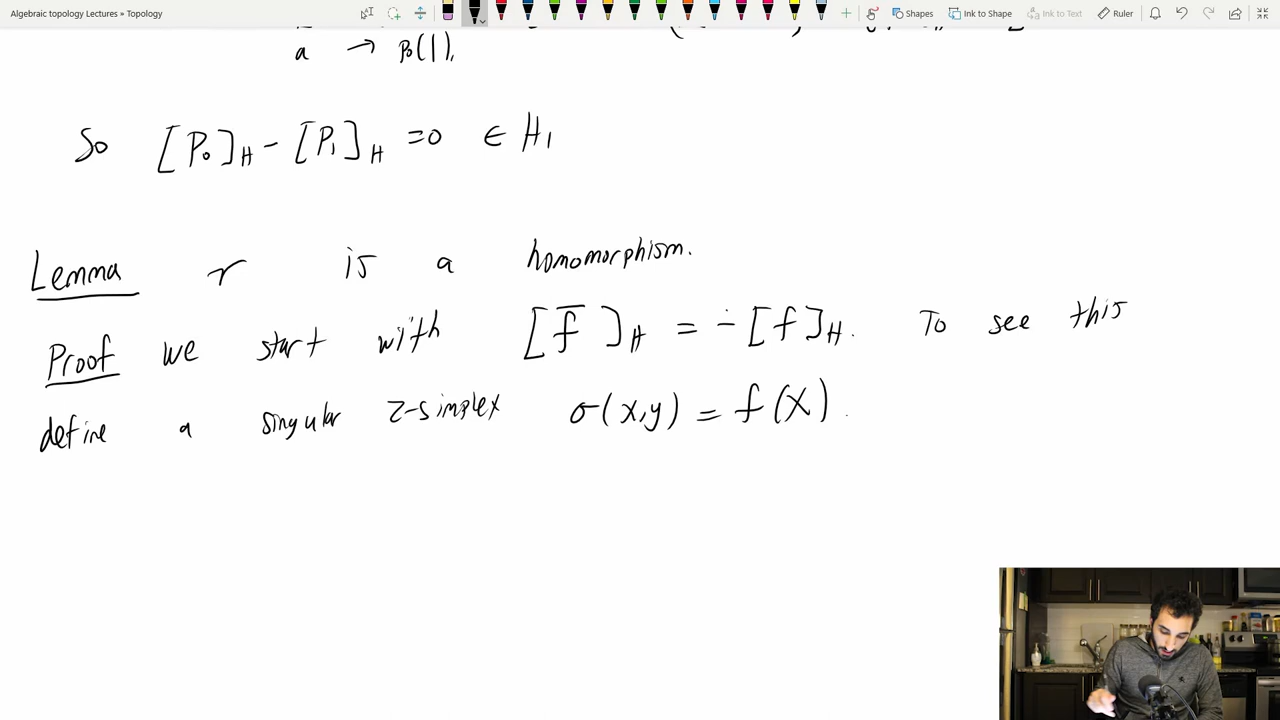 Algebraic topology Lectures » Topology
Shapes Ink to Shape Ink to Text Ruler
a → p₀(1),
So [P₀]_H - [P₁]_H = 0 ∈ H₁
Lemma r is a homomorphism.
Proof we start with [f̅]_H = -[f]_H. To see this
define a singular 2-simplex σ(x,y) = f(x).